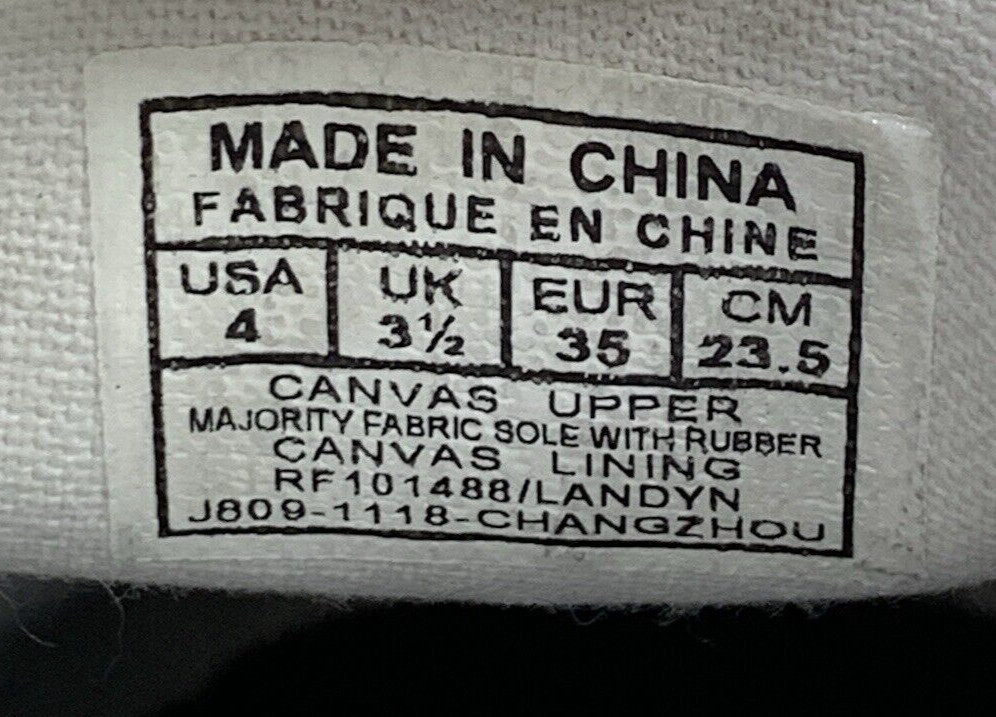 MADE IN CHINA
FABRIQUE EN CHINE
USA UK EUR CM
4 3½ 35 23.5
CANVAS UPPER
MAJORITY FABRIC SOLE WITH RUBBER
CANVAS LINING
RF101488/LANDYN
J809-1118-CHANGZHOU